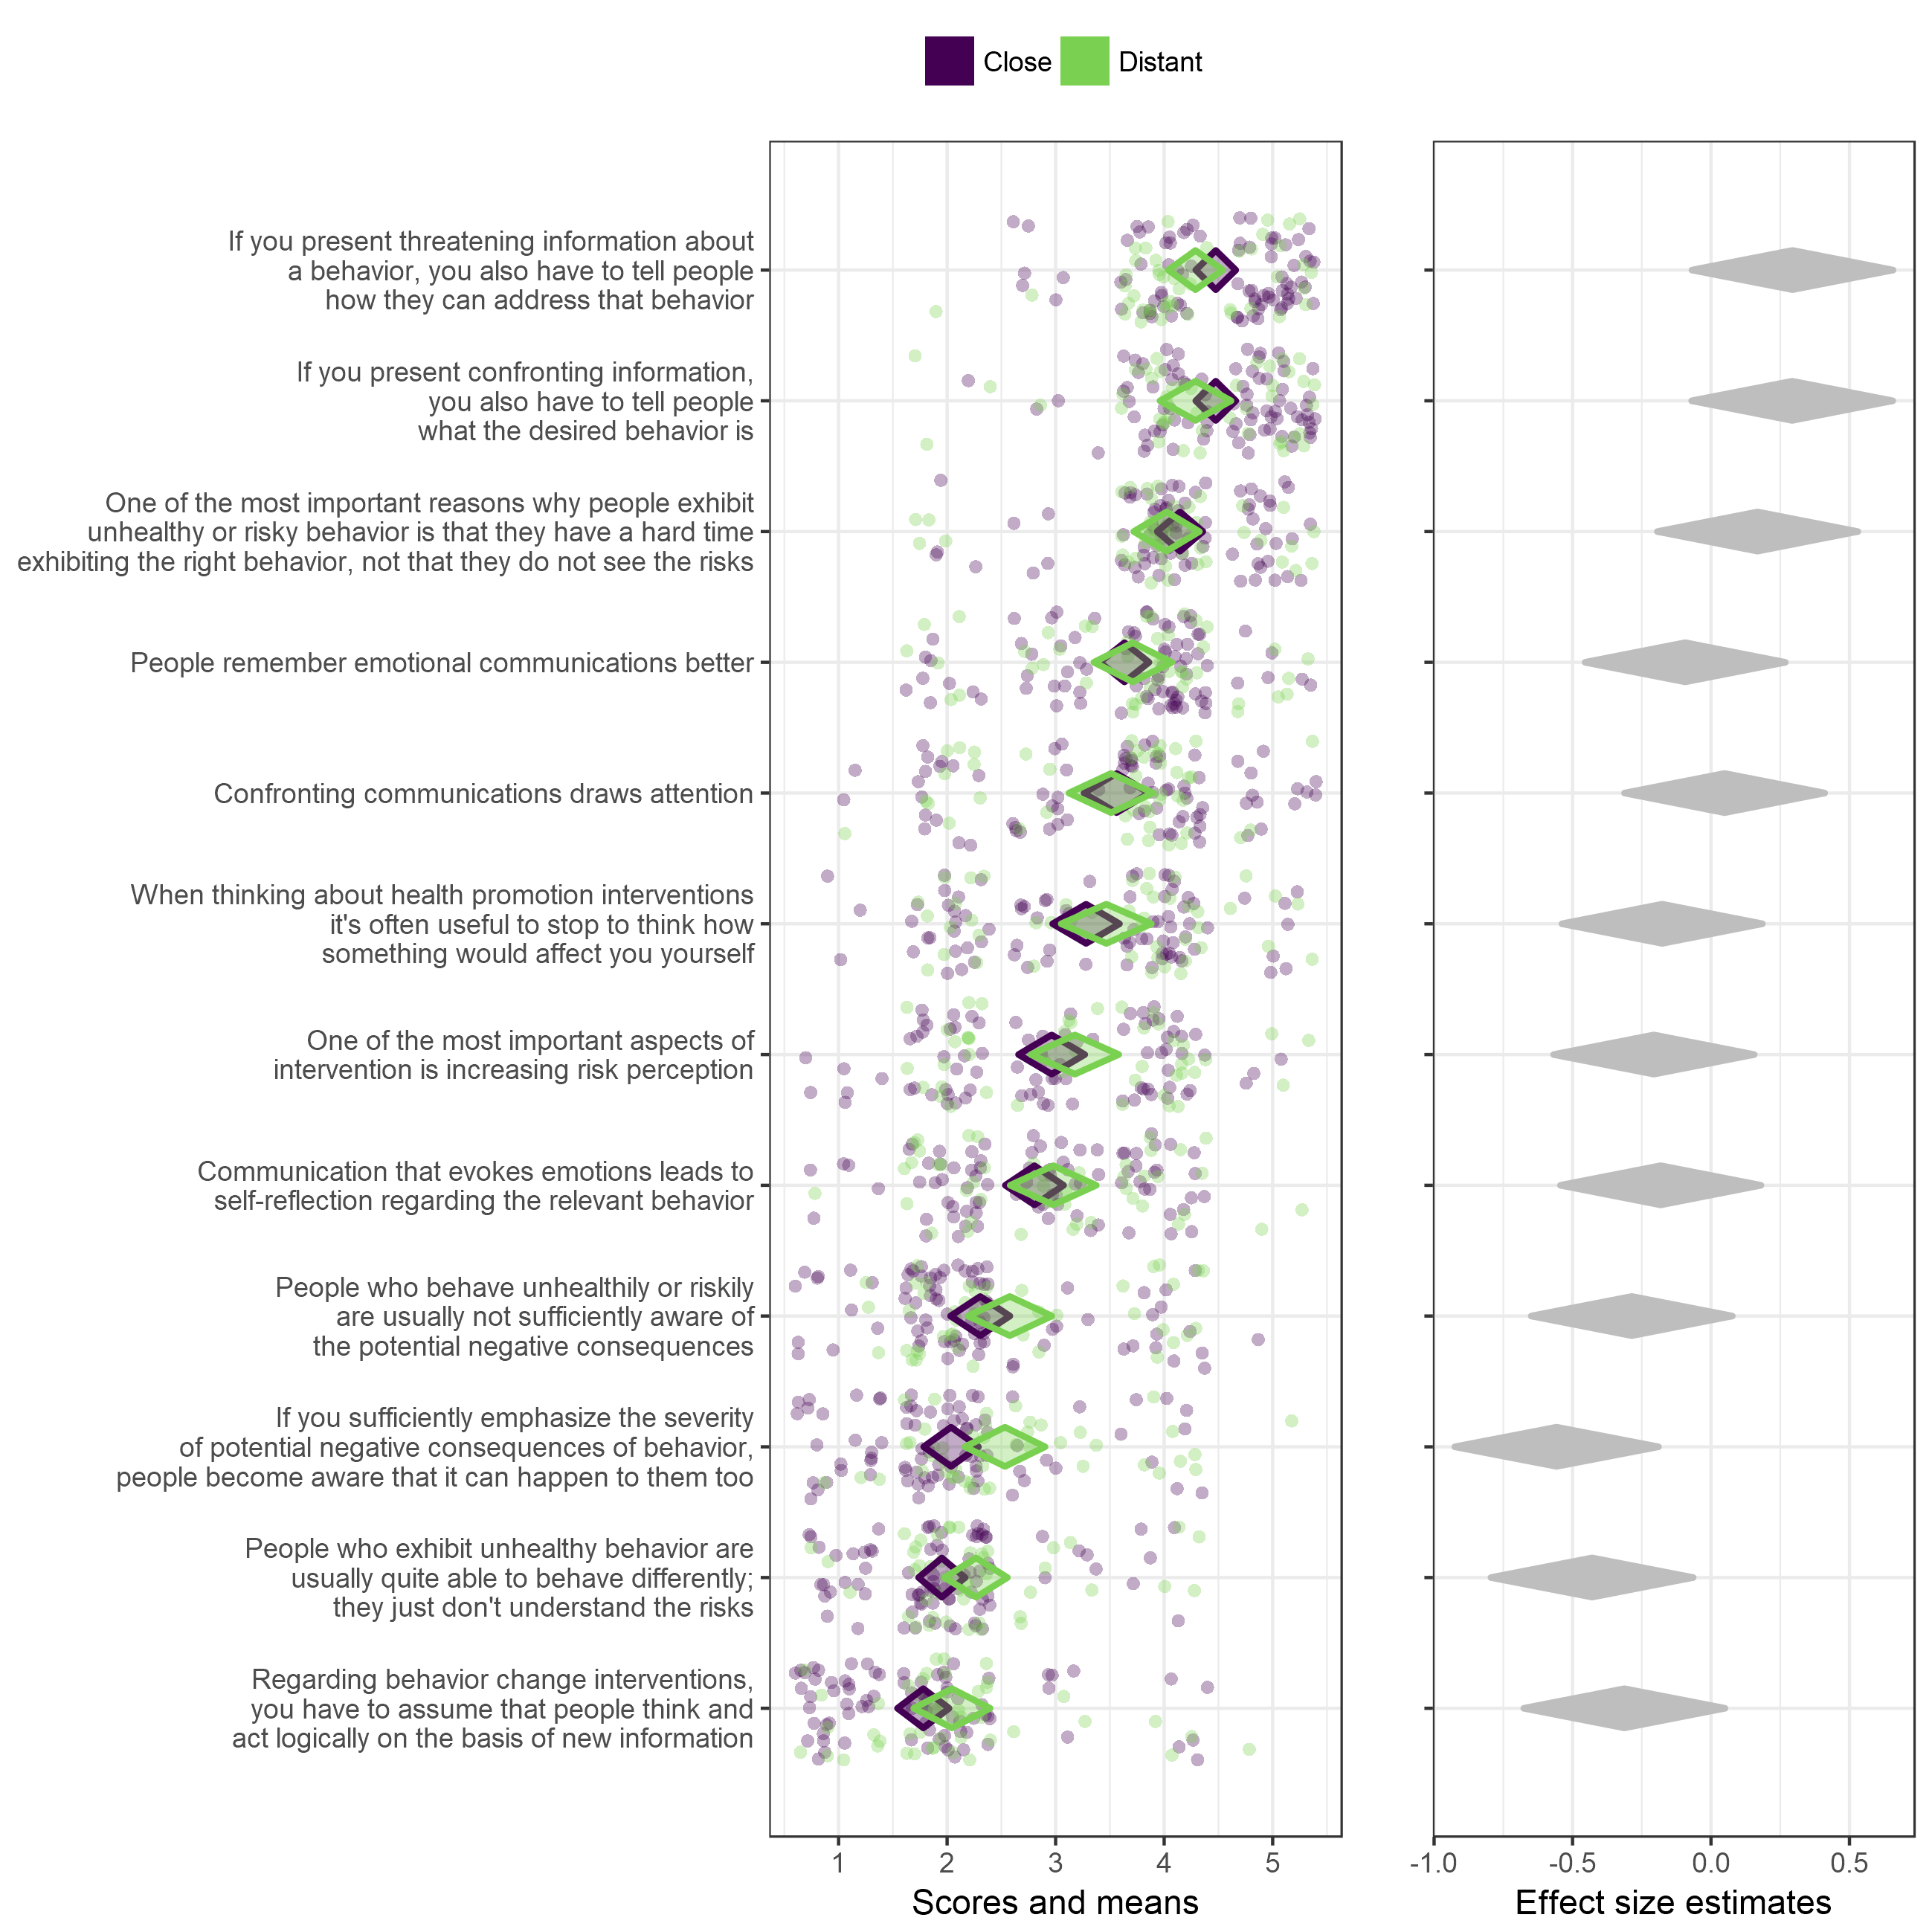 Close Distant
If you present threatening information about
a behavior, you also have to tell people
how they can address that behavior
If you present confronting information,
you also have to tell people
what the desired behavior is
One of the most important reasons why people exhibit
unhealthy or risky behavior is that they have a hard time
exhibiting the right behavior, not that they do not see the risks
People remember emotional communications better
Confronting communications draws attention
When thinking about health promotion interventions
it's often useful to stop to think how
something would affect you yourself
One of the most important aspects of
intervention is increasing risk perception
Communication that evokes emotions leads to
self-reflection regarding the relevant behavior
People who behave unhealthily or riskily
are usually not sufficiently aware of
the potential negative consequences
If you sufficiently emphasize the severity
of potential negative consequences of behavior,
people become aware that it can happen to them too
People who exhibit unhealthy behavior are
usually quite able to behave differently;
they just don't understand the risks
Regarding behavior change interventions,
you have to assume that people think and
act logically on the basis of new information
1 2 3 4 5
Scores and means
-1.0 -0.5 0.0 0.5
Effect size estimates